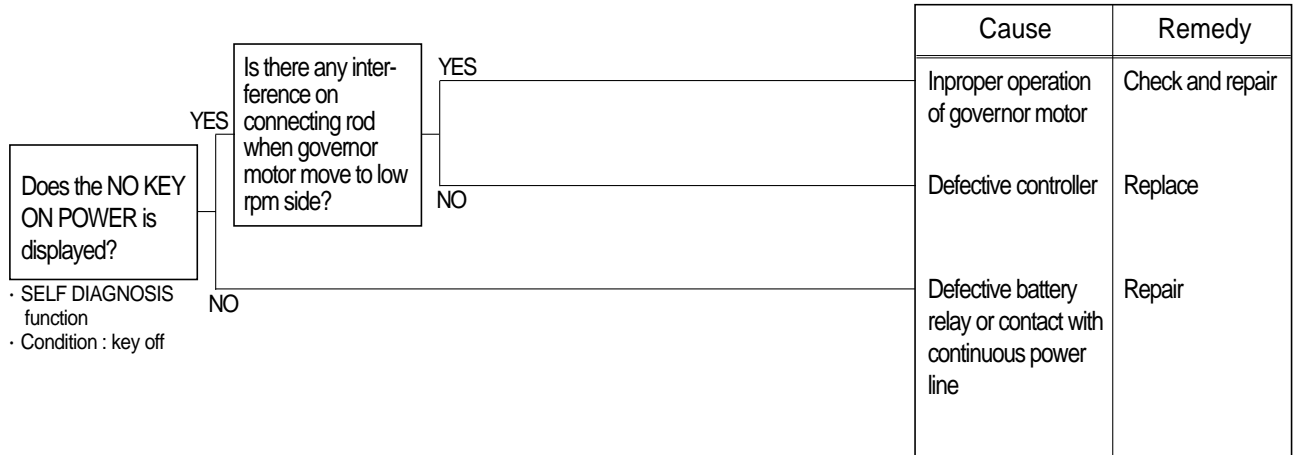 Cause
Remedy
Is there any inter-
ference on
connecting rod
when governor
motor move to low
rpm side?
YES
NO
YES
Does the NO KEY
ON POWER is
displayed?
· SELF DIAGNOSIS
function
· Condition : key off
NO
Inproper operation
of governor motor
Check and repair
Defective controller
Replace
Defective battery
relay or contact with
continuous power
line
Repair